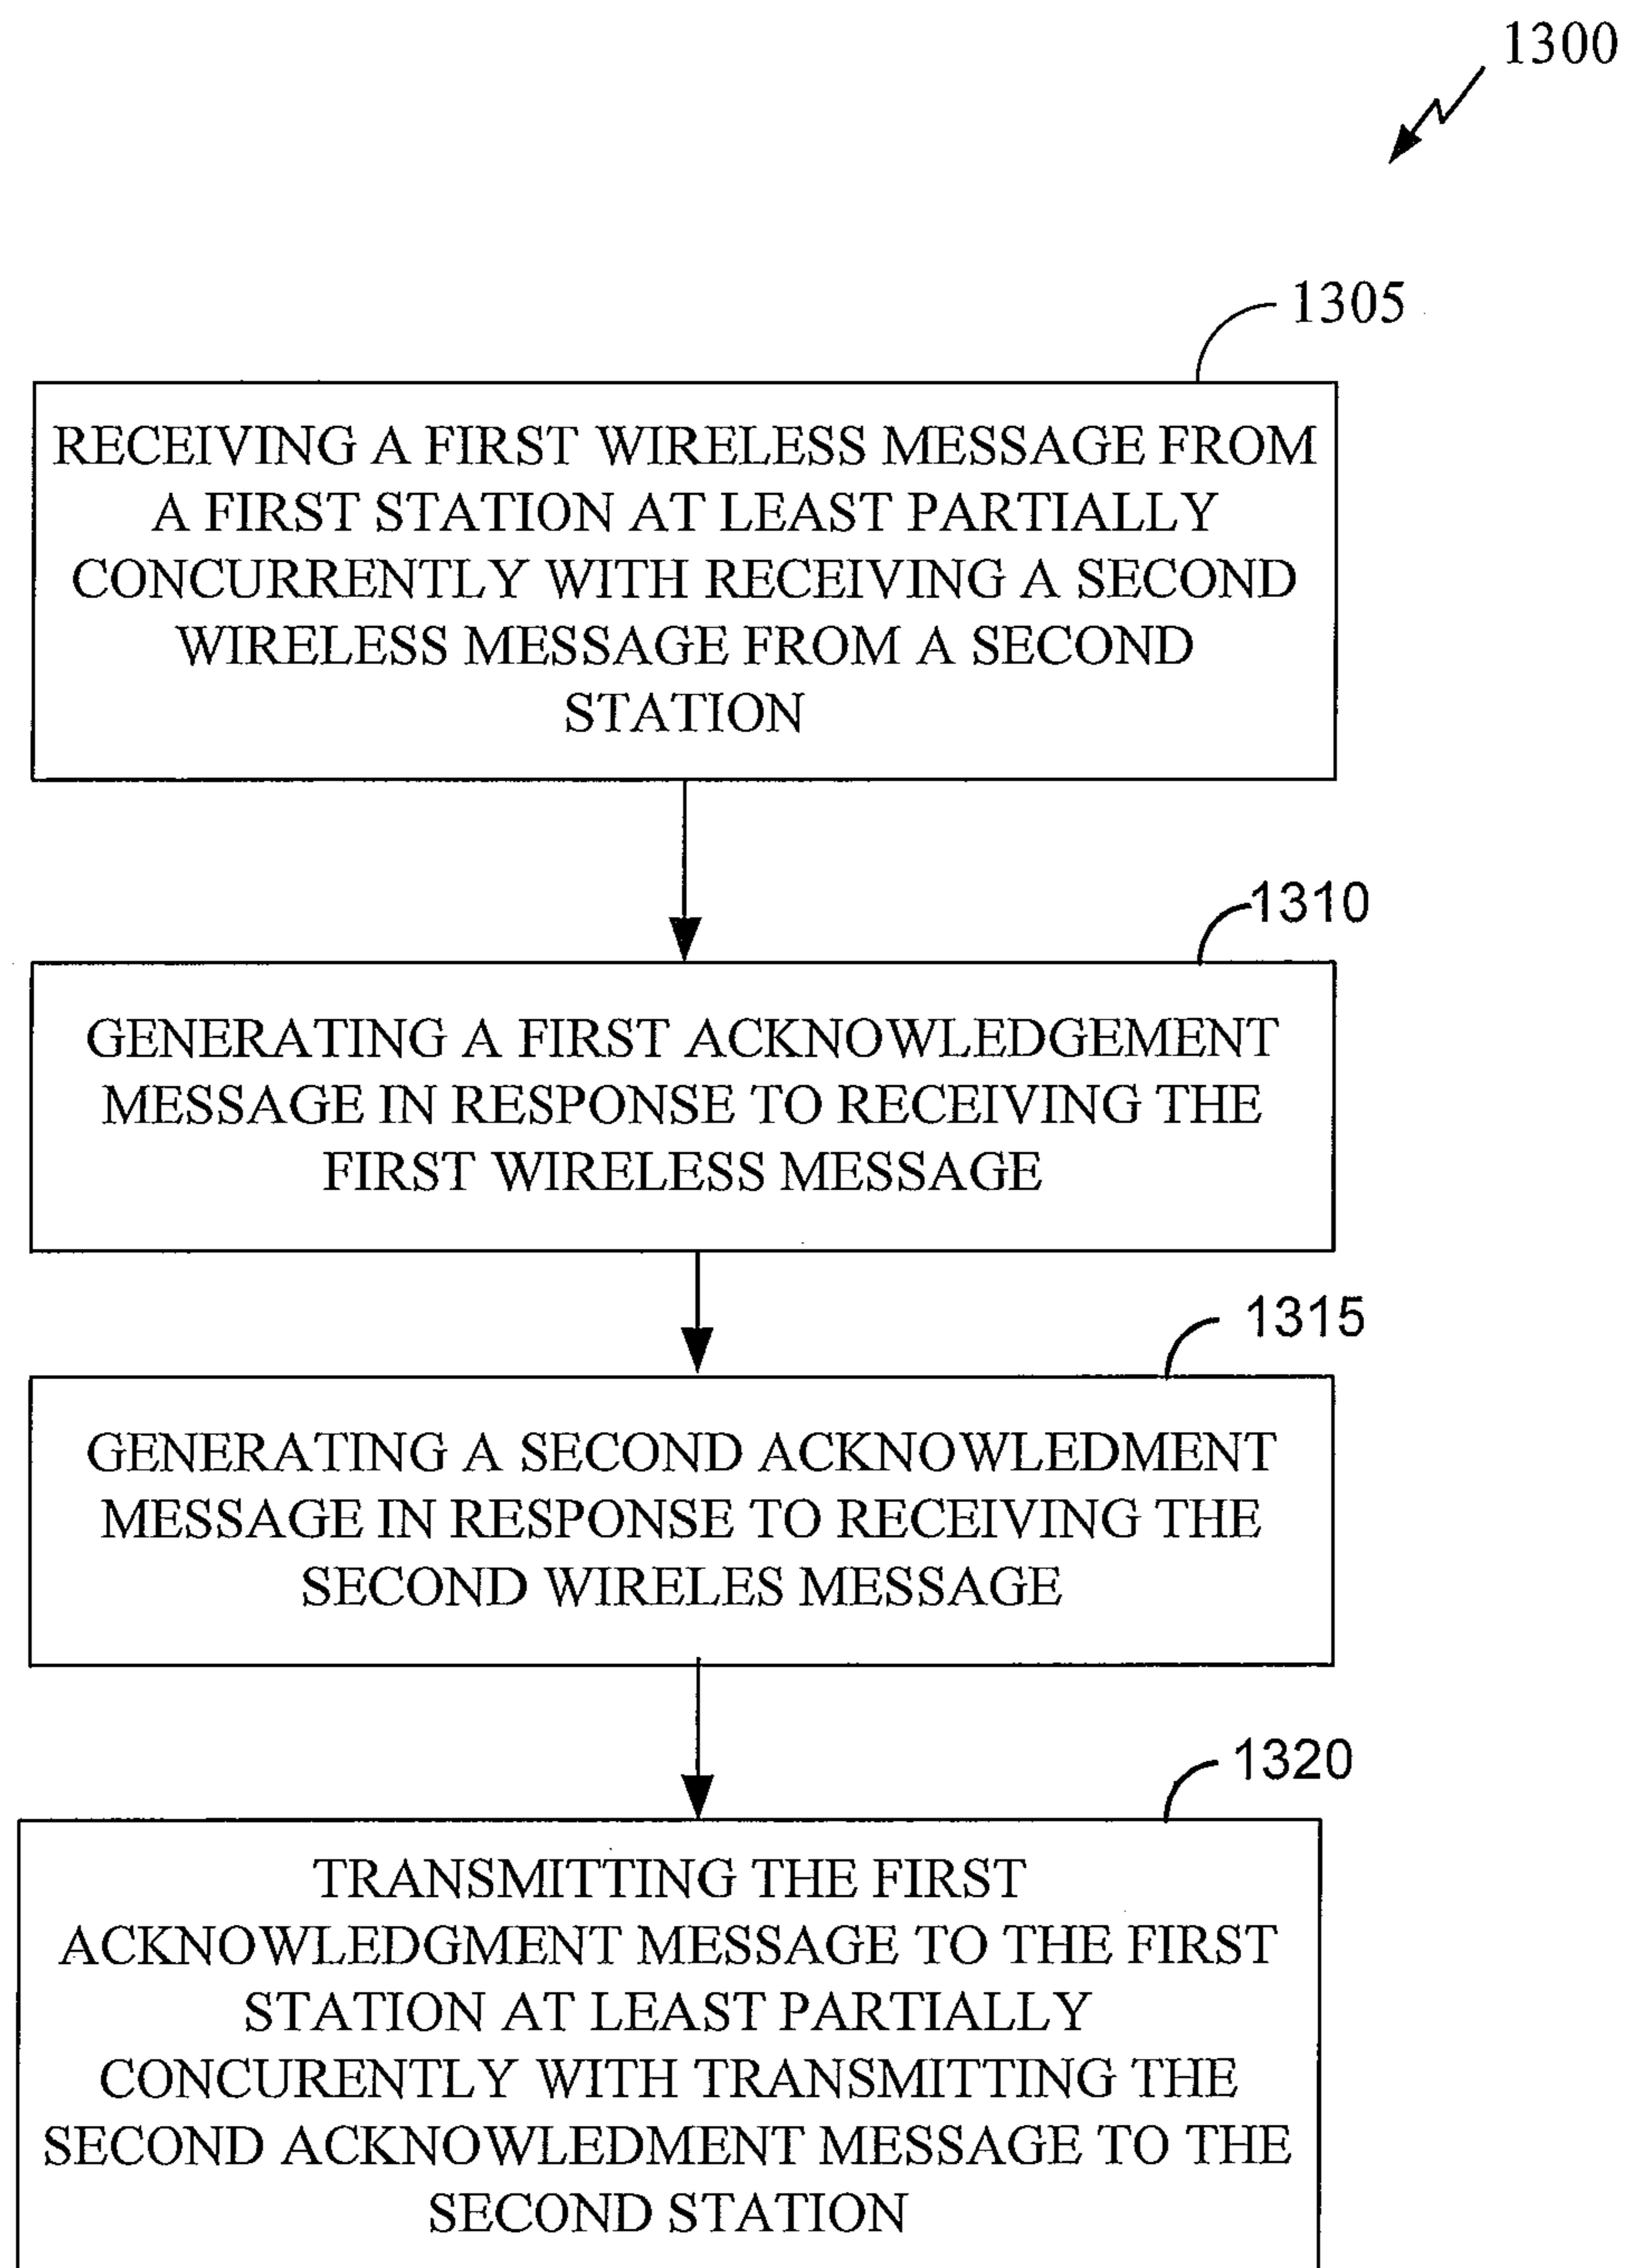 1300
1305
RECEIVING A FIRST WIRELESS MESSAGE FROM
A FIRST STATION AT LEAST PARTIALLY
CONCURRENTLY WITH RECEIVING A SECOND
WIRELESS MESSAGE FROM A SECOND
STATION
1310
GENERATING A FIRST ACKNOWLEDGEMENT
MESSAGE IN RESPONSE TO RECEIVING THE
FIRST WIRELESS MESSAGE
1315
GENERATING A SECOND ACKNOWLEDMENT
MESSAGE IN RESPONSE TO RECEIVING THE
SECOND WIRELES MESSAGE
1320
TRANSMITTING THE FIRST
ACKNOWLEDGMENT MESSAGE TO THE FIRST
STATION AT LEAST PARTIALLY
CONCURENTLY WITH TRANSMITTING THE
SECOND ACKNOWLEDMENT MESSAGE TO THE
SECOND STATION